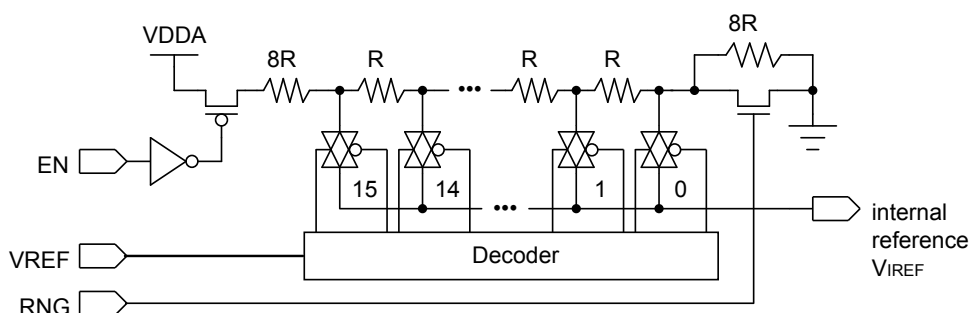 8R
VDDA
8R
R
R
R
...
EN
15
14
1
0
...
internal
reference
VIREF
VREF
Decoder
RNG